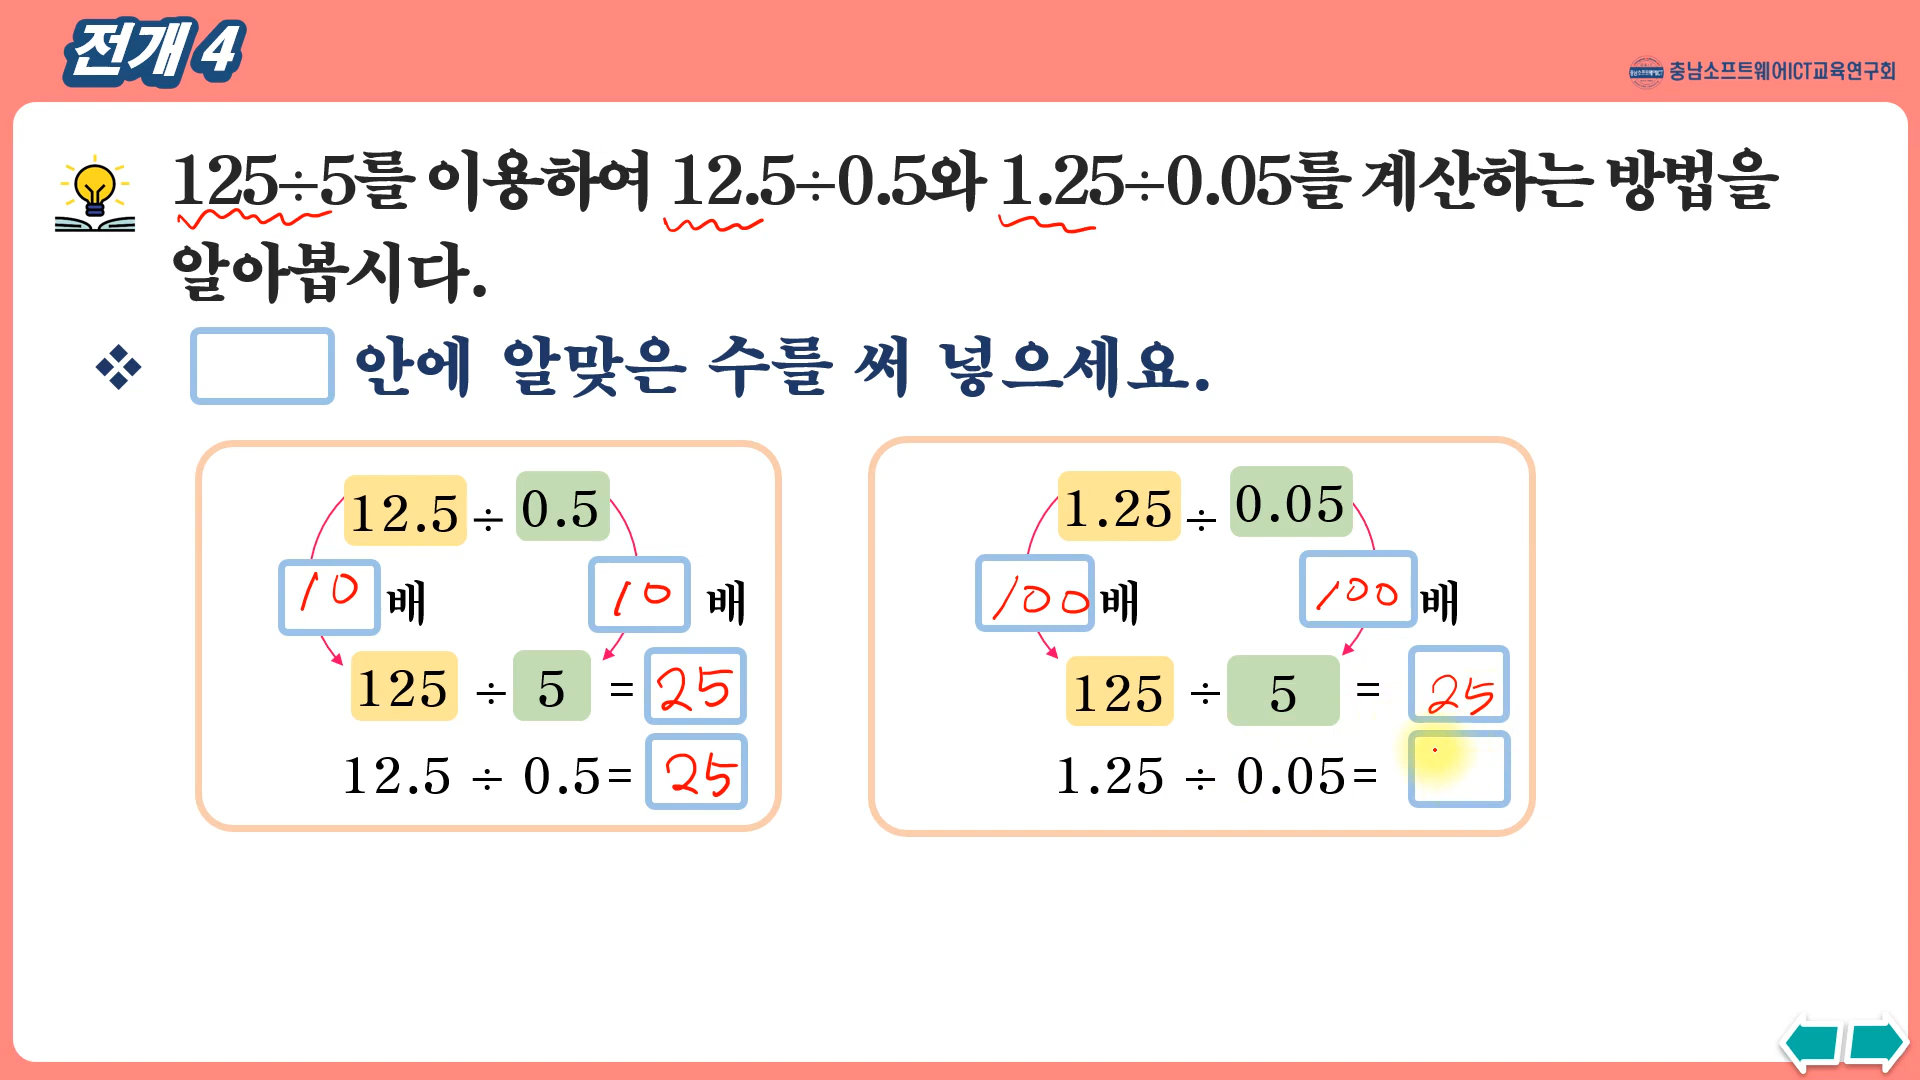 전개 4
충남소프트웨어ICT교육연구회
125÷5를 이용하여 12.5÷0.5와 1.25÷0.05를 계산하는 방법을
알아봅시다.
안에 알맞은 수를 써 넣으세요.
12.5 ÷ 0.5
10 배 10 배
125 ÷ 5 = 25
12.5 ÷ 0.5= 25
1.25 ÷ 0.05
100 배 100 배
125 ÷ 5 = 25
1.25 ÷ 0.05=